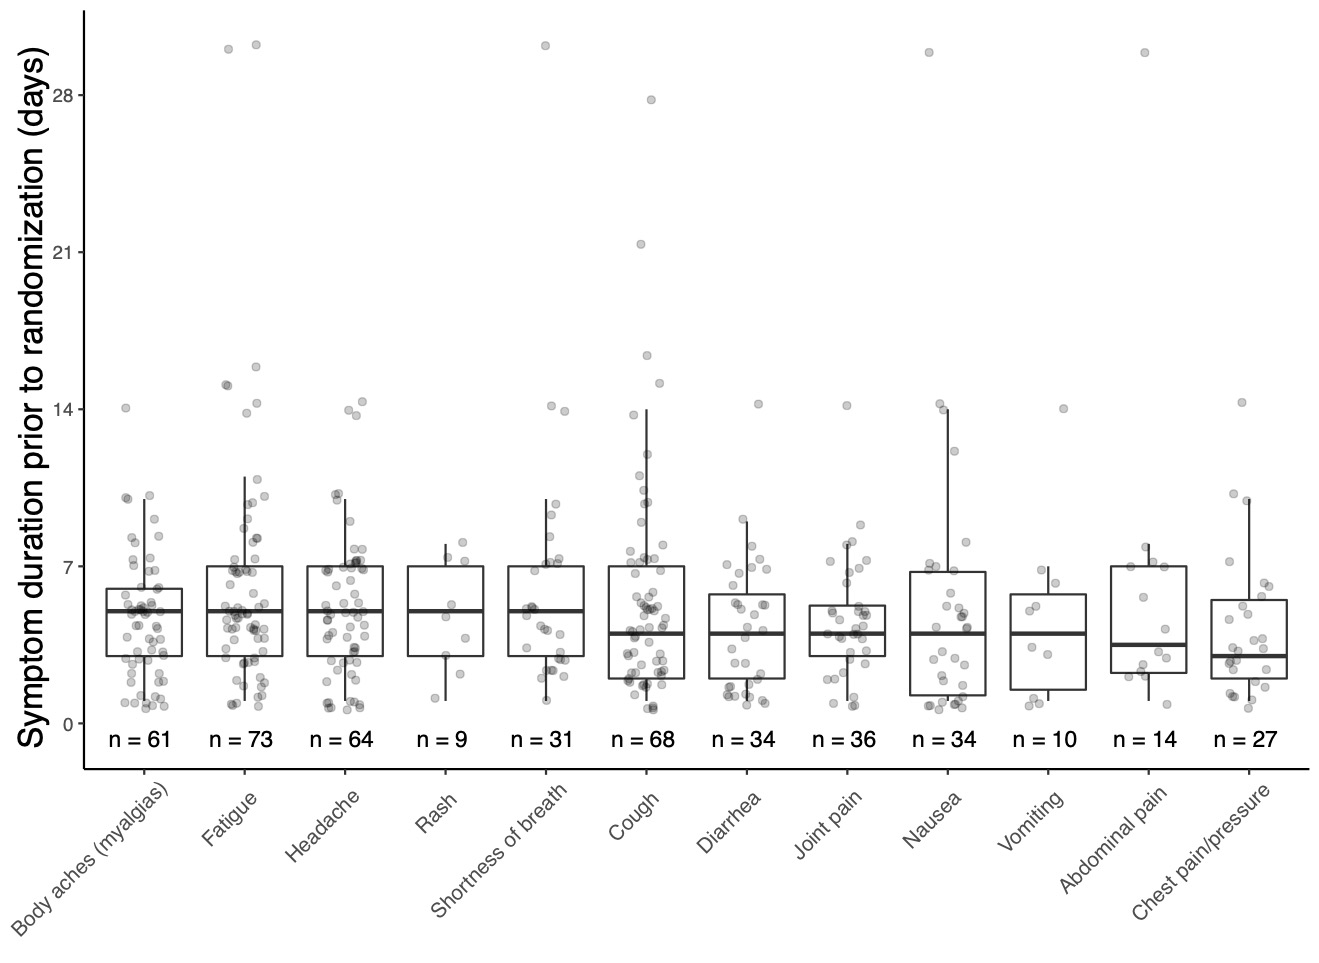 Symptom duration prior to randomization (days)
28
21
14
7
0
n = 61 n = 73 n = 64 n = 9 n = 31 n = 68 n = 34 n = 36 n = 34 n = 10 n = 14 n = 27
Body aches (myalgias)
Fatigue
Headache
Rash
Shortness of breath
Cough
Diarrhea
Joint pain
Nausea
Vomiting
Abdominal pain
Chest pain/pressure